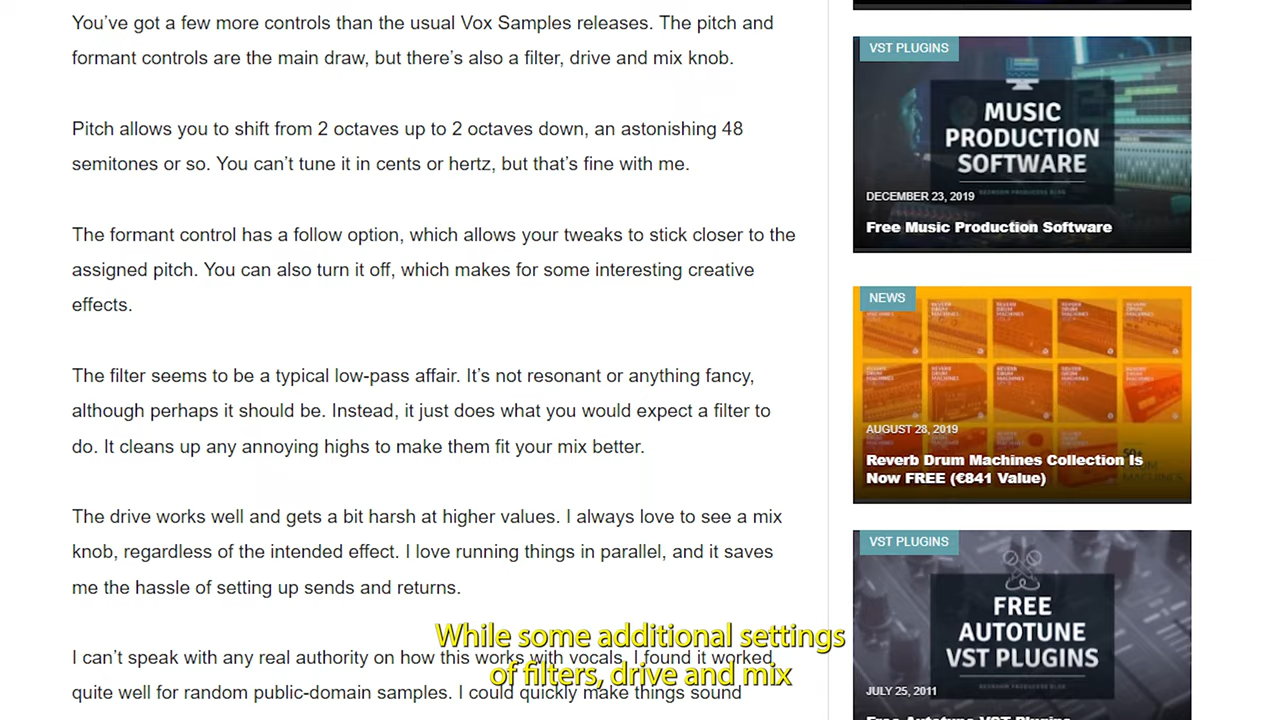 You've got a few more controls than the usual Vox Samples releases. The pitch and
formant controls are the main draw, but there's also a filter, drive and mix knob.
Pitch allows you to shift from 2 octaves up to 2 octaves down, an astonishing 48
semitones or so. You can't tune it in cents or hertz, but that's fine with me.
The formant control has a follow option, which allows your tweaks to stick closer to the
assigned pitch. You can also turn it off, which makes for some interesting creative
effects.
The filter seems to be a typical low-pass affair. It's not resonant or anything fancy,
although perhaps it should be. Instead, it just does what you would expect a filter to
do. It cleans up any annoying highs to make them fit your mix better.
The drive works well and gets a bit harsh at higher values. I always love to see a mix
knob, regardless of the intended effect. I love running things in parallel, and it saves
me the hassle of setting up sends and returns.
I can't speak with any real authority on how this works with vocals. I found it worked
quite well for random public-domain samples. I could quickly make things sound
While some additional settings
of filters, drive and mix
VST PLUGINS
MUSIC
PRODUCTION
SOFTWARE
BEDROOM PRODUCERS BLOG
DECEMBER 23, 2019
Free Music Production Software
NEWS
AUGUST 28, 2019
Reverb Drum Machines Collection Is
Now FREE (€841 Value)
VST PLUGINS
FREE
AUTOTUNE
VST PLUGINS
BEDROOM PRODUCERS BLOG
JULY 25, 2011
Free Autotune VST Plugins